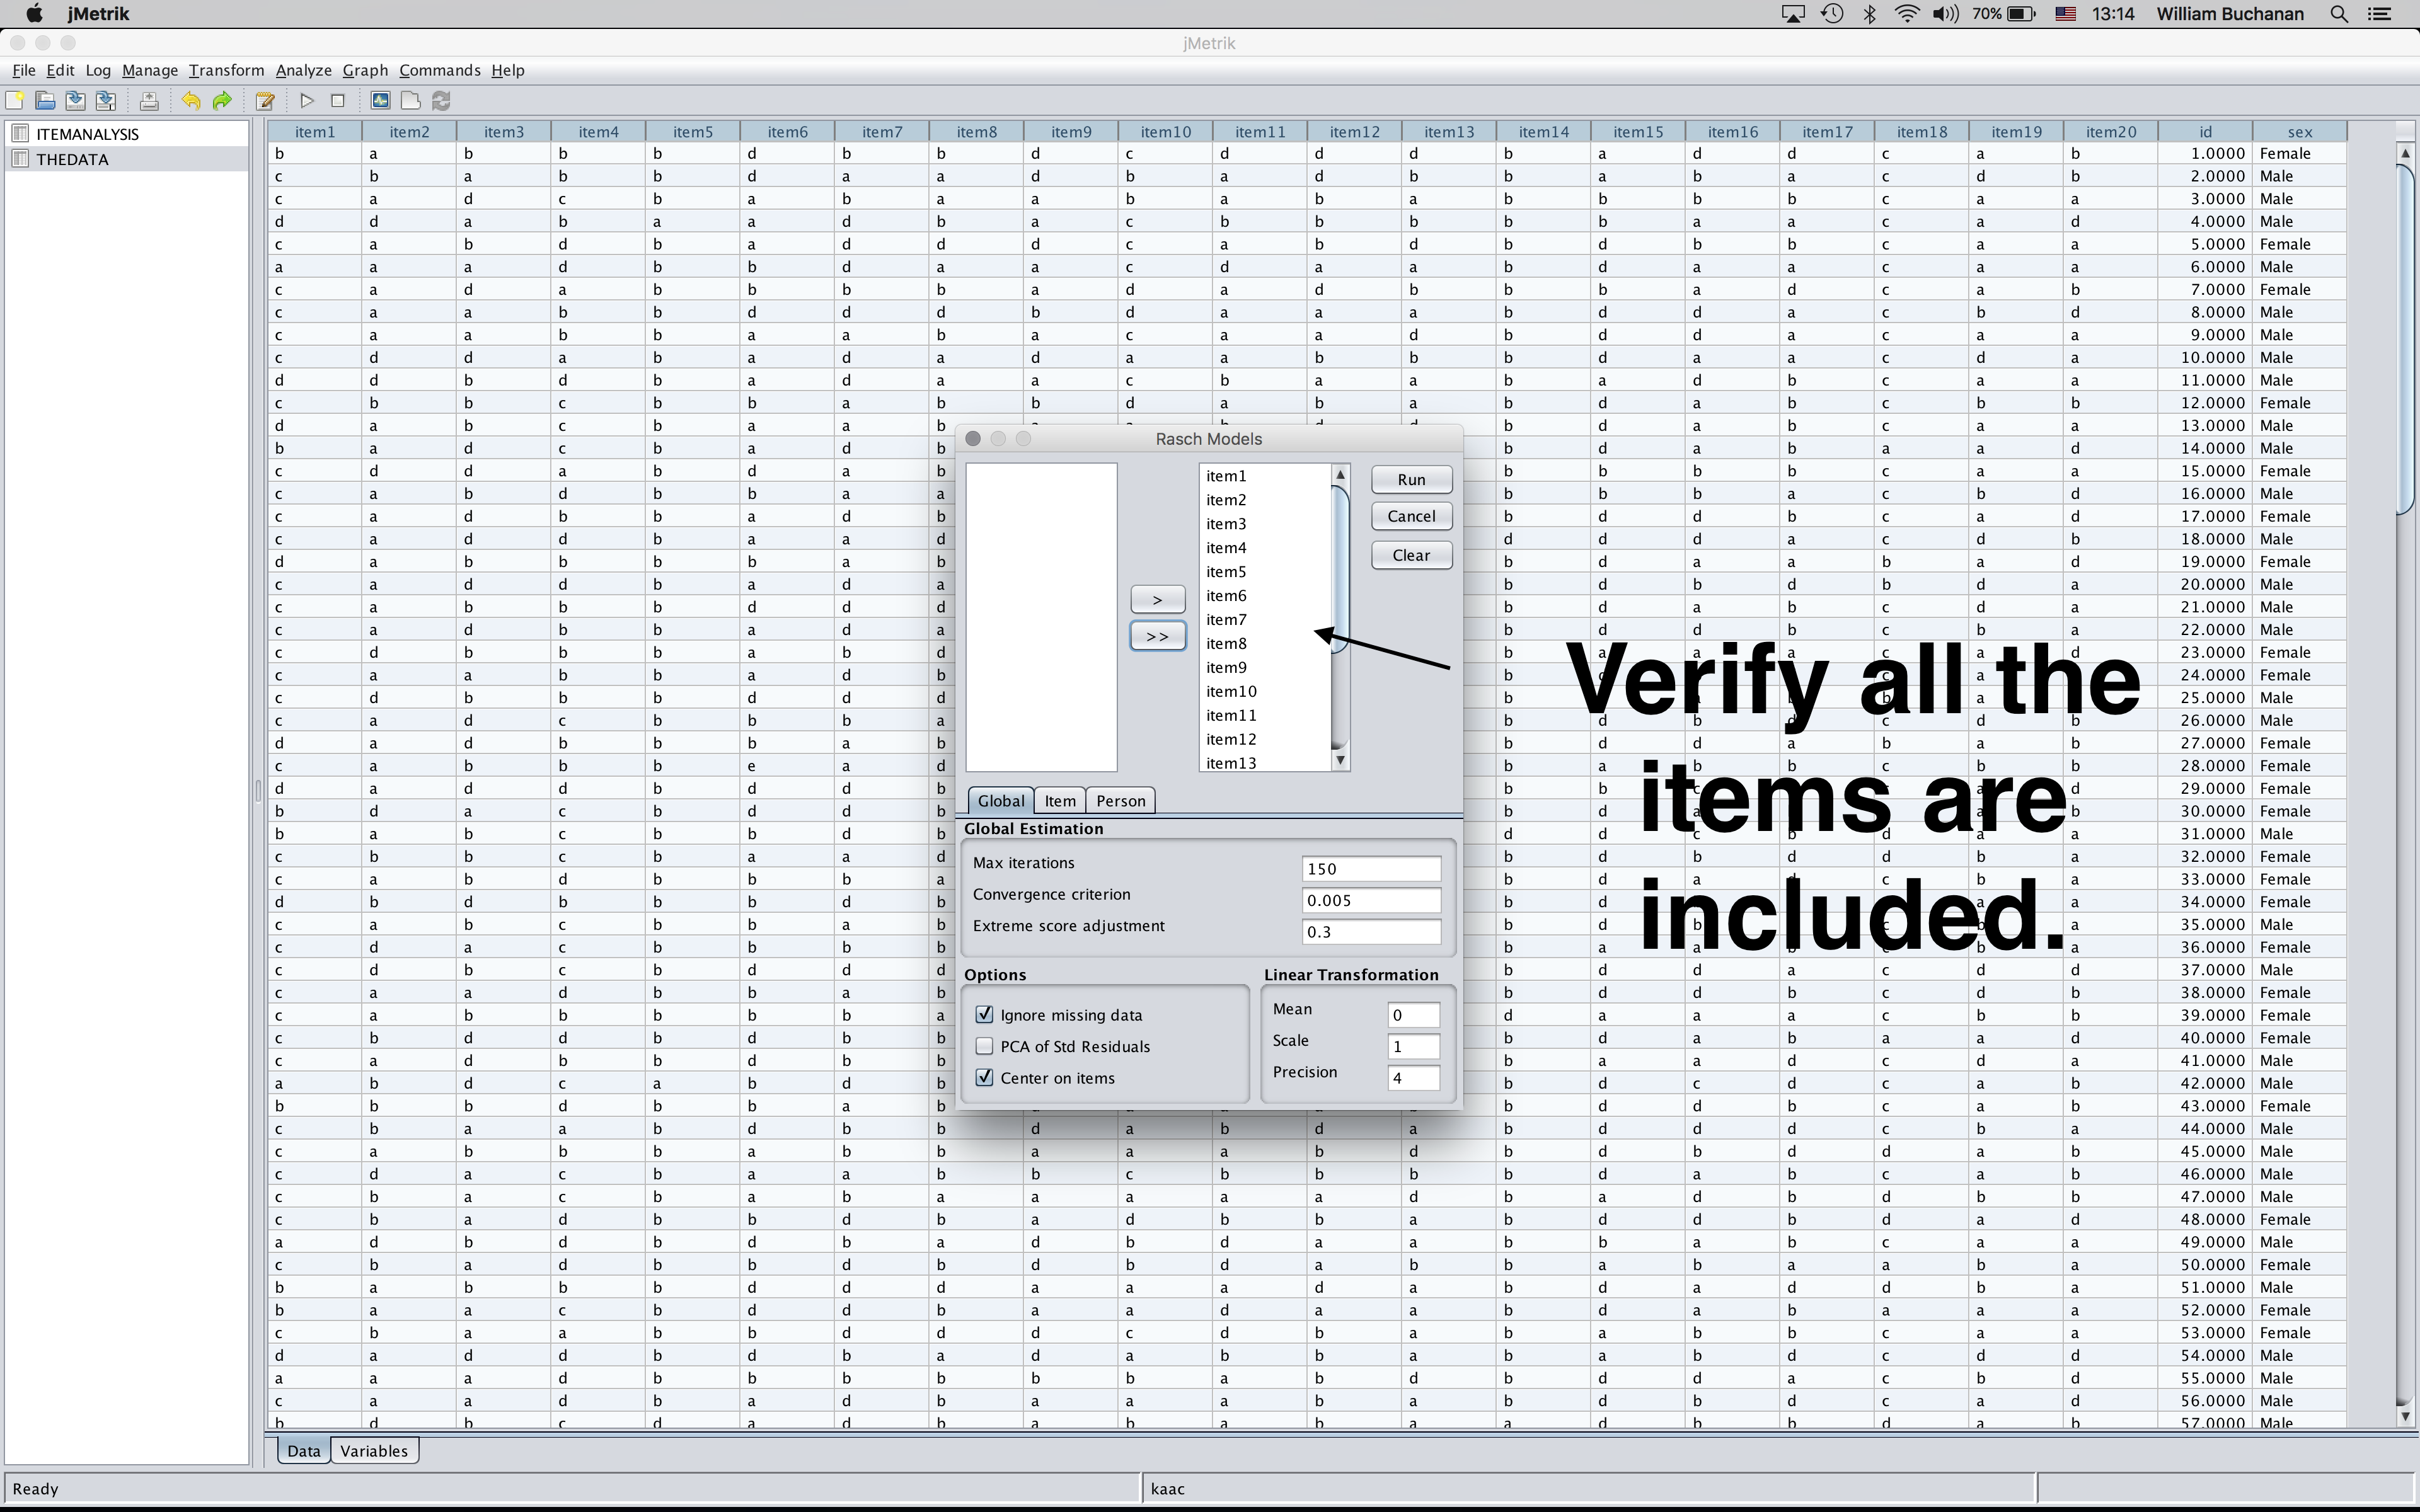 jMetrik
70% 13:14 William Buchanan
jMetrik
File Edit Log Manage Transform Analyze Graph Commands Help
ITEMANALYSIS
THEDATA
item1 item2 item3 item4 item5 item6 item7 item8 item9 item10 item11 item12 item13 item14 item15 item16 item17 item18 item19 item20 id sex
b a b b b d b b d c d d d b a d d c a b 1.0000 Female
c b a b b d a a d b a d b b a b a c d b 2.0000 Male
c a d c b a b a a b a b a b b b b c a a 3.0000 Male
d d a b a a d b a c b b b b b a a c a d 4.0000 Male
c a b d b a d d d c a b d b d b b c a a 5.0000 Female
a a a d b b d a a c d a a b d a a c a a 6.0000 Male
c a d a b b b b a d a d b b b a d c a b 7.0000 Female
c a a b b d d d b d a a a b d d a c b d 8.0000 Male
c a a b b a a b a c a a d b d d a c a a 9.0000 Male
c d d a b a d a d a a b b b d a a c d a 10.0000 Male
d d b d b a d a a c b a a b a d b c a a 11.0000 Male
c b b c b b a b b d a b a b d a b c b b 12.0000 Female
d a b c b a a b b d a b c a a 13.0000 Male
b a d c b a d b b d a b a a d 14.0000 Male
c d d a b d a b b b b b c a a 15.0000 Female
c a b d b b a a b b b a c b d 16.0000 Male
c a d b b a d b b d d b c a d 17.0000 Female
c a d d b a a d d d d a c d b 18.0000 Male
d a b b b b a b b d a a b a d 19.0000 Female
c a d d b a d a b d b d b d a 20.0000 Male
c a b b b d d d b d a b c d a 21.0000 Male
c a d b b a d a b d d b c b a 22.0000 Male
c d b d b a b d b a a a c a d 23.0000 Female
c a a b b a d b b a 24.0000 Female
c d b b b d d b b a 25.0000 Male
c a d c b b b a b d b d c d b 26.0000 Male
d a d b b b a b b d d a b a b 27.0000 Female
c a b b b e a d b a b b c b b 28.0000 Female
d a d d b d d b b b d 29.0000 Female
b d a c b d d b b d b 30.0000 Female
b a b c b b d b d d c b d a a 31.0000 Male
c b b c b a a d b d b d d b a 32.0000 Female
c a b d b b b a b d a d c b a 33.0000 Female
d b d b b d b b b d a a 34.0000 Female
c a b c b b a b b d b a 35.0000 Male
c d a c b b b b b a a b c b a 36.0000 Female
c d b c b d d d b d d a c d d 37.0000 Male
c a a d b b a b b d d b c d b 38.0000 Female
c a b b b b b a d a a a c b b 39.0000 Female
c b d d b d d b b d a b a a d 40.0000 Female
c a d b b d d b b a a d c d d 41.0000 Male
a b d c a b d b b d c d c a b 42.0000 Male
b b b d b b a b b d d b c a b 43.0000 Female
c b a a b d b b d a b d a b d d d c b a 44.0000 Male
c a b b b a b b a a a b d b d b d d a b 45.0000 Male
c d a c b a a b b c b b b b d a b c a b 46.0000 Male
c b a c b a b a a a a a d b a d b d b b 47.0000 Male
c b a d b b d b a d b b a b d d b d a d 48.0000 Female
a d b d b d b a d b d a a b b a b c a a 49.0000 Male
c b a d b b d b d b d a b b a b a a b a 50.0000 Female
b a b b b d d d a a a d a b d a d d b a 51.0000 Male
b a a c b d d b a a d a a b d a b a a a 52.0000 Female
c b a a b b d d d c d b a b a b b c a a 53.0000 Female
d a d d b d b a d a b b a b a b d c d d 54.0000 Male
a a a d b b b b b b a b d b d d a c b d 55.0000 Male
c a a d b a d b a a a b a b d b d c a d 56.0000 Male
b d b c d a d b a b a b a a d b b d a b 57.0000 Male
Rasch Models
item1
item2
item3
item4
item5
item6
item7
item8
item9
item10
item11
item12
item13
>
>>
Run
Cancel
Clear
Global Item Person
Global Estimation
Max iterations 150
Convergence criterion 0.005
Extreme score adjustment 0.3
Options
Ignore missing data
PCA of Std Residuals
Center on items
Linear Transformation
Mean 0
Scale 1
Precision 4
Verify all the
items are
included.
Data Variables
Ready kaac